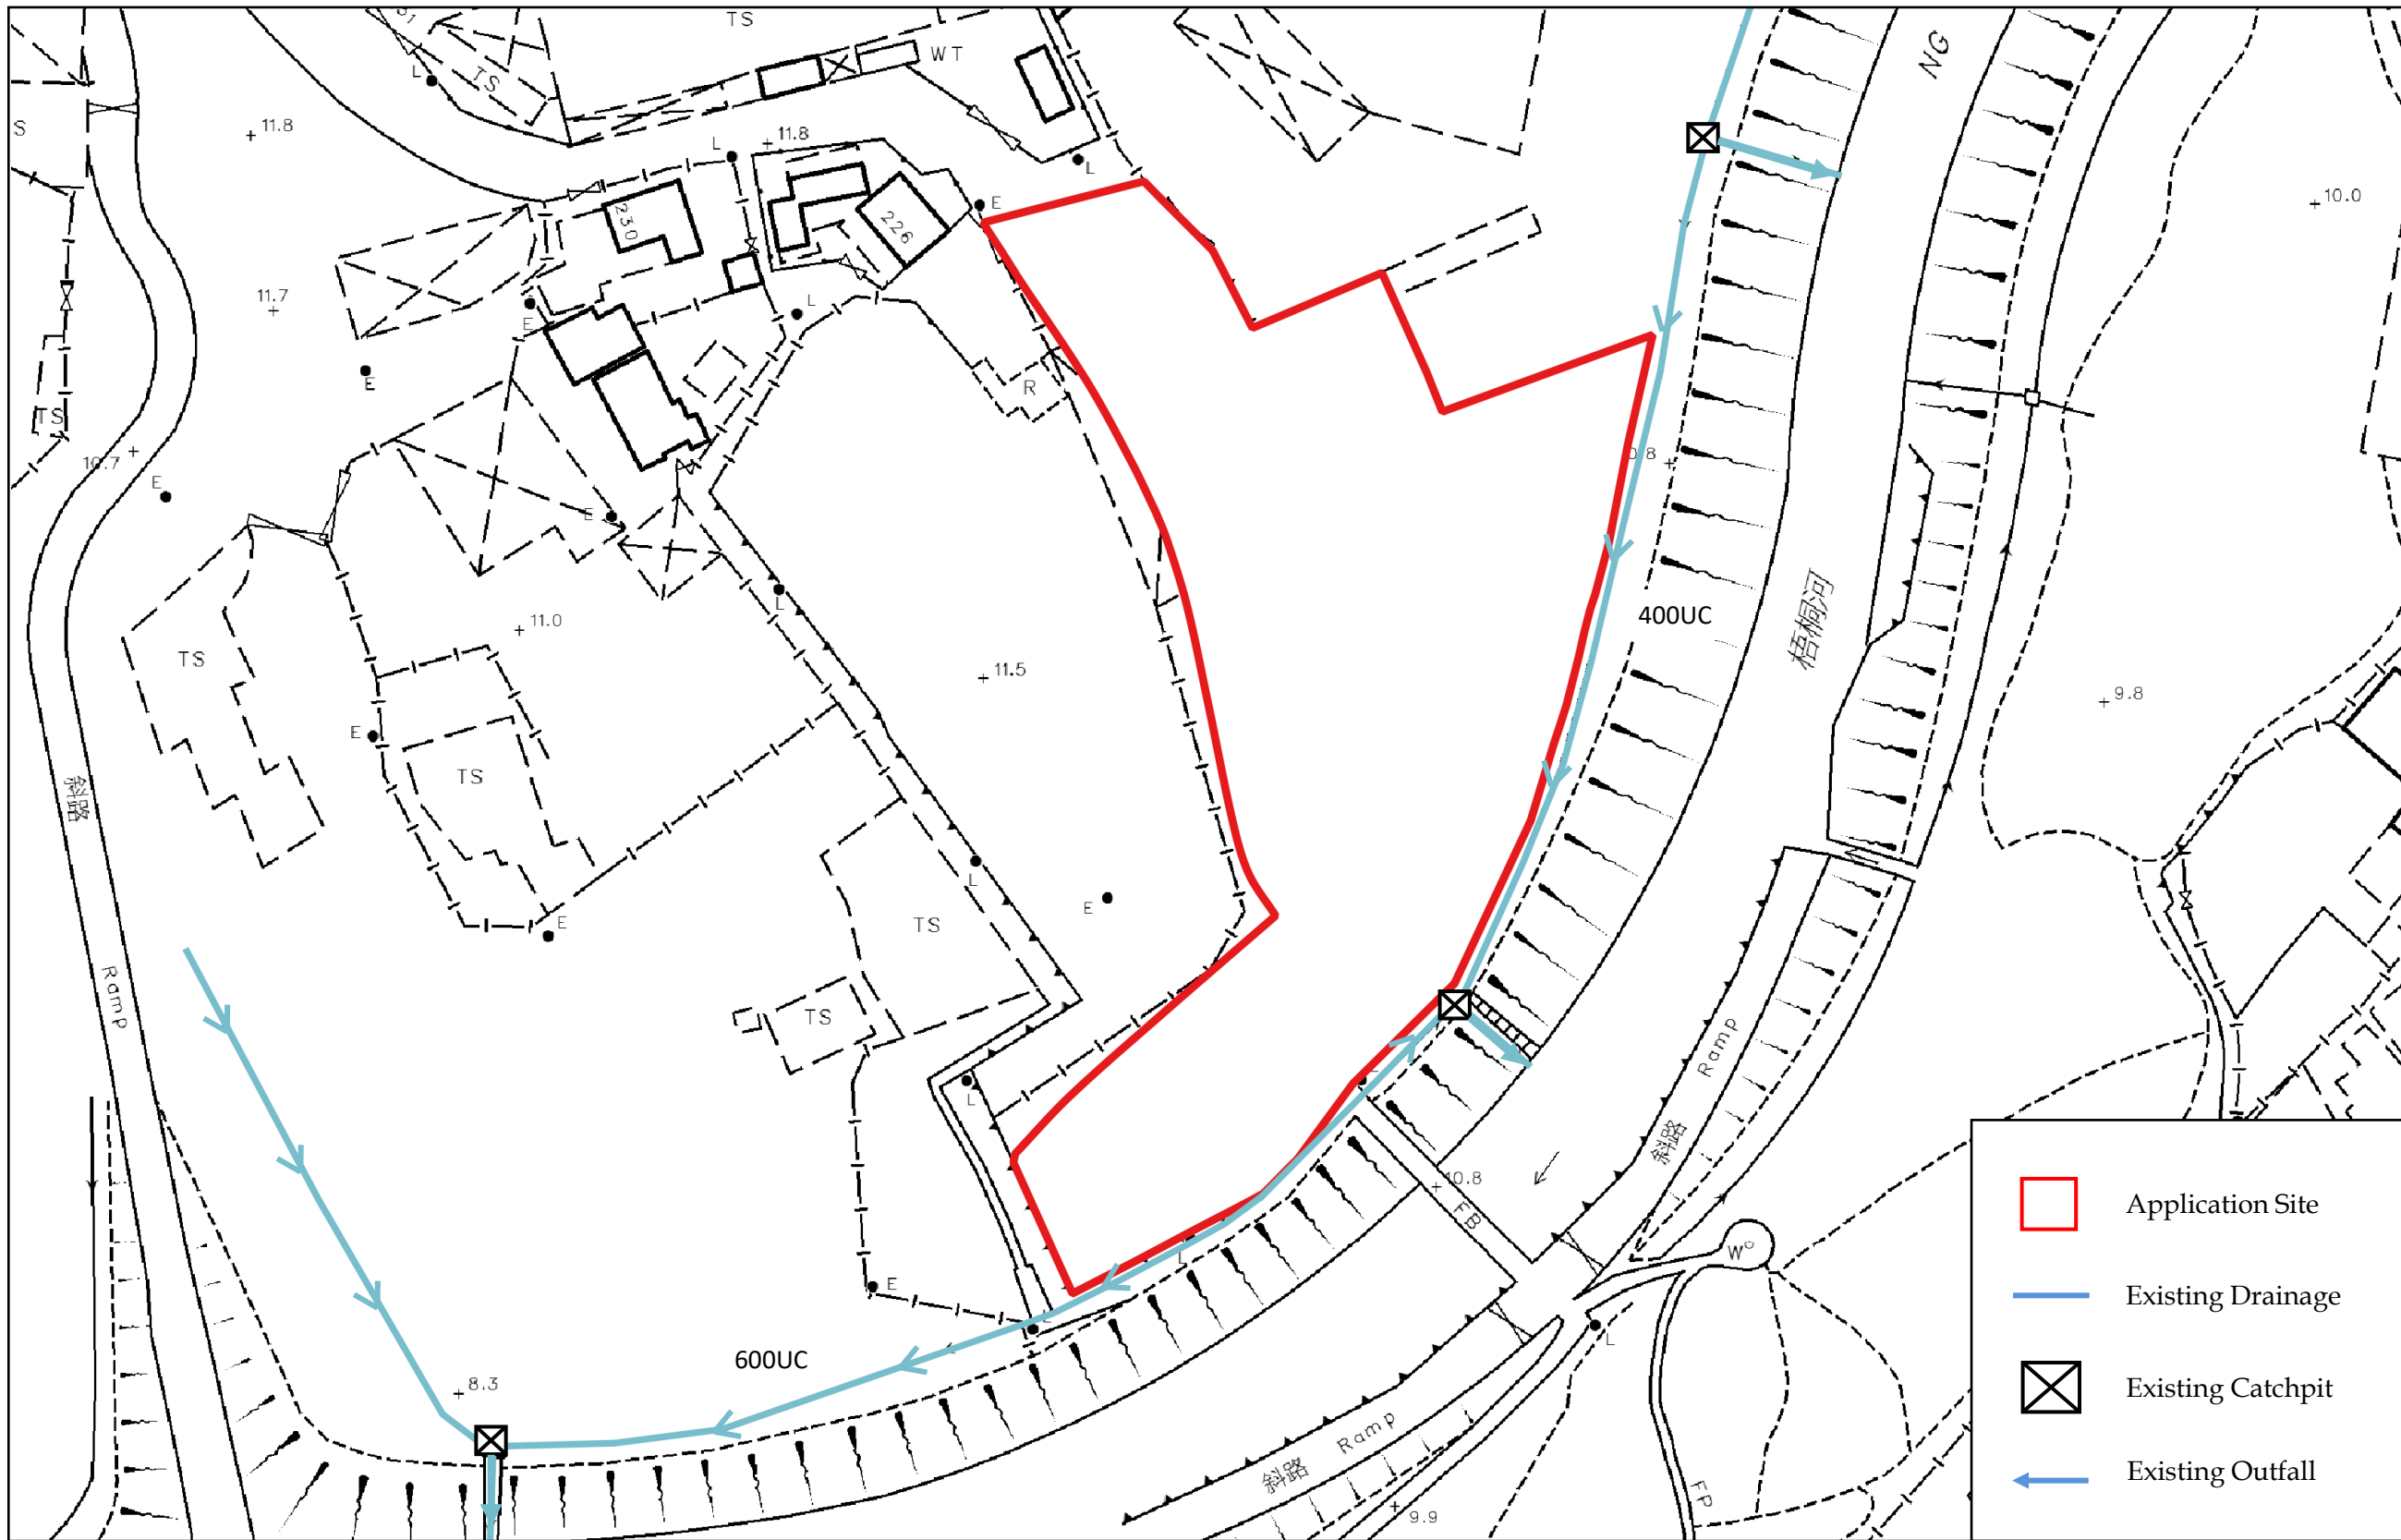 TS
NG
TS
L
WT
S
11.8
11.8
L
L
10.0
E
230
226
11.7
L
E
E
R
TS
10.7
E
E
400UC
L
11.0
梧桐河
TS
11.5
9.8
E
TS
斜路
L
E
TS
E
Ramp
TS
Ramp
L
斜路
10.8
FB
W
E
L
L
600UC
8.3
Ramp
斜路
FP
9.9
Application Site
Existing Drainage
Existing Catchpit
Existing Outfall